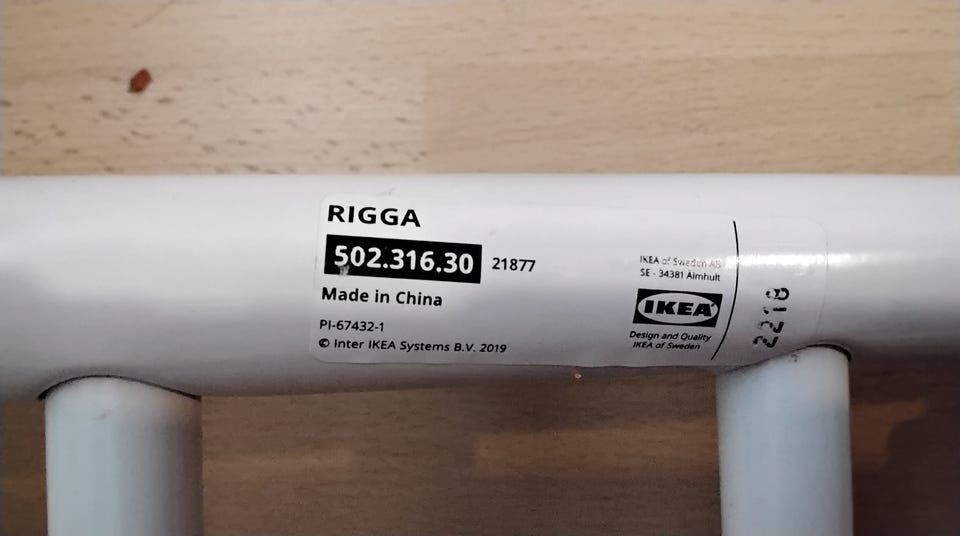 RIGGA
502.316.30 21877
Made in China
PI-67432-1
© Inter IKEA Systems B.V. 2019
IKEA of Sweden AB
SE - 34381 Älmhult
IKEA
Design and Quality
IKEA of Sweden
2218